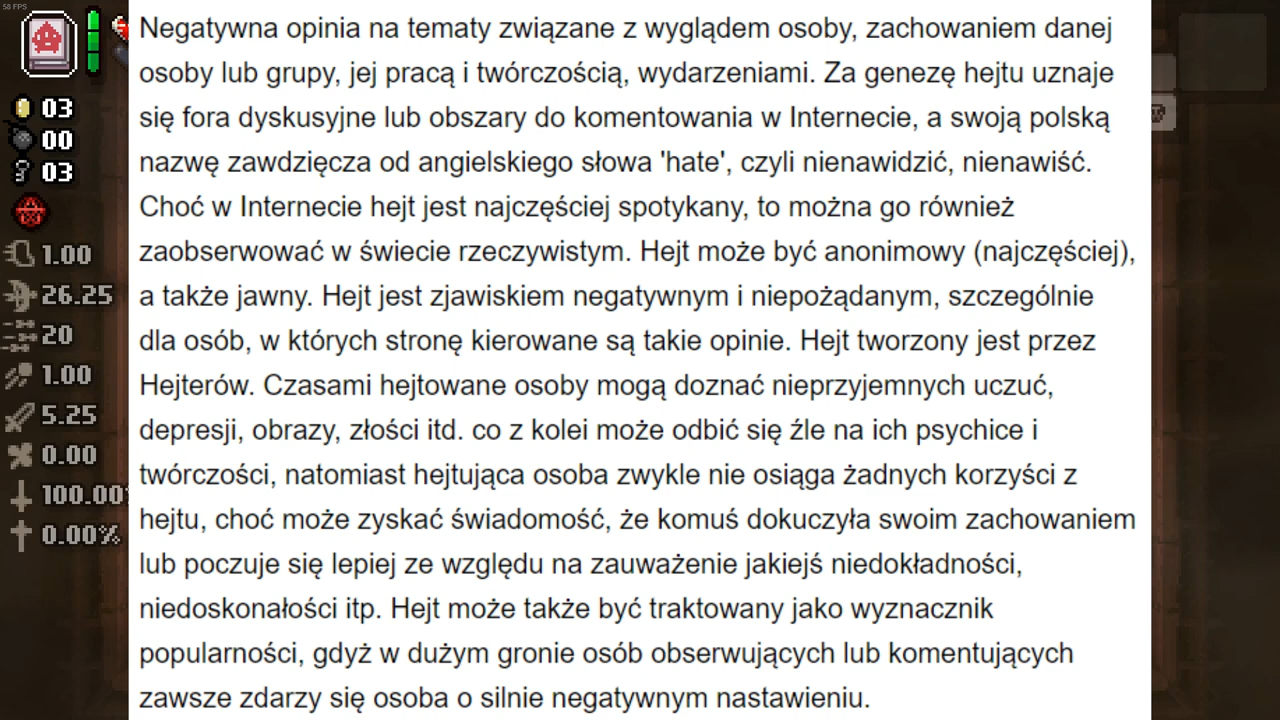 58 FPS
Negatywna opinia na tematy związane z wyglądem osoby, zachowaniem danej
osoby lub grupy, jej pracą i twórczością, wydarzeniami. Za genezę hejtu uznaje
się fora dyskusyjne lub obszary do komentowania w Internecie, a swoją polską
nazwę zawdzięcza od angielskiego słowa 'hate', czyli nienawidzić, nienawiść.
Choć w Internecie hejt jest najczęściej spotykany, to można go również
zaobserwować w świecie rzeczywistym. Hejt może być anonimowy (najczęściej),
a także jawny. Hejt jest zjawiskiem negatywnym i niepożądanym, szczególnie
dla osób, w których stronę kierowane są takie opinie. Hejt tworzony jest przez
Hejterów. Czasami hejtowane osoby mogą doznać nieprzyjemnych uczuć,
depresji, obrazy, złości itd. co z kolei może odbić się źle na ich psychice i
twórczości, natomiast hejtująca osoba zwykle nie osiąga żadnych korzyści z
hejtu, choć może zyskać świadomość, że komuś dokuczyła swoim zachowaniem
lub poczuje się lepiej ze względu na zauważenie jakiejś niedokładności,
niedoskonałości itp. Hejt może także być traktowany jako wyznacznik
popularności, gdyż w dużym gronie osób obserwujących lub komentujących
zawsze zdarzy się osoba o silnie negatywnym nastawieniu.
03
00
03
1.00
26.25
20
1.00
5.25
0.00
100.00
0.00%